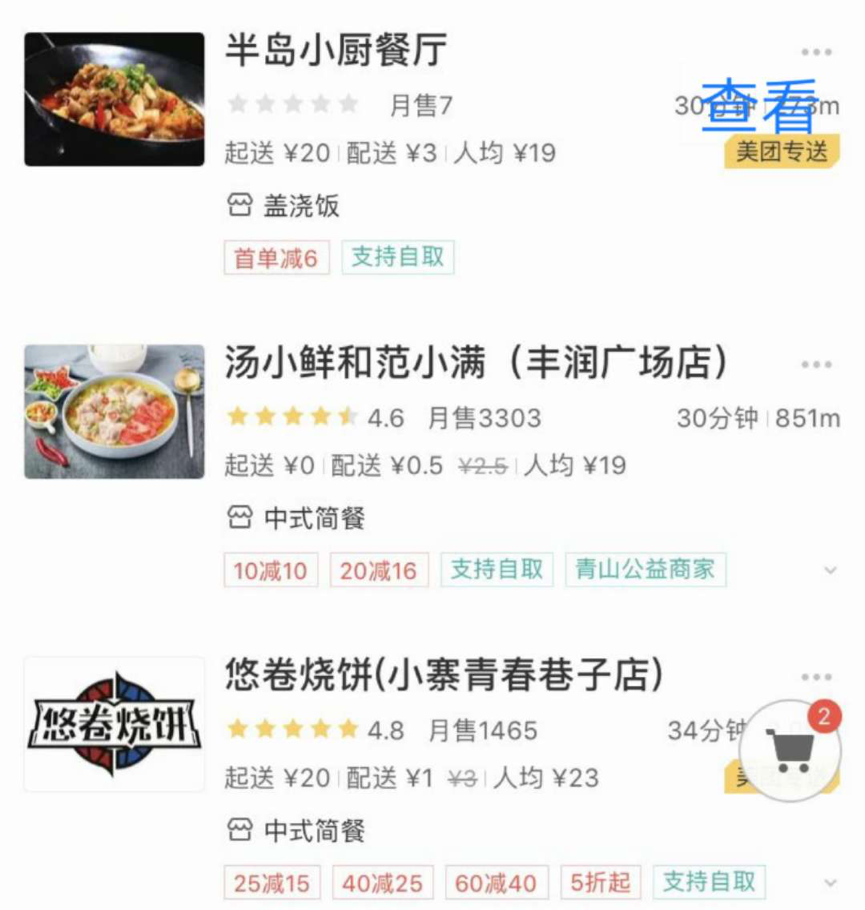 半岛小厨餐厅
月售7
30分钟 273m
查看
起送 ¥20 配送 ¥3 人均 ¥19
美团专送
盖浇饭
首单减6 支持自取
汤小鲜和范小满（丰润广场店）
4.6 月售3303 30分钟 851m
起送 ¥0 配送 ¥0.5 ¥2.5 人均 ¥19
中式简餐
10减10 20减16 支持自取 青山公益商家
悠卷烧饼(小寨青春巷子店)
悠卷烧饼
4.8 月售1465 34分钟
2
起送 ¥20 配送 ¥1 ¥3 人均 ¥23
中式简餐
25减15 40减25 60减40 5折起 支持自取